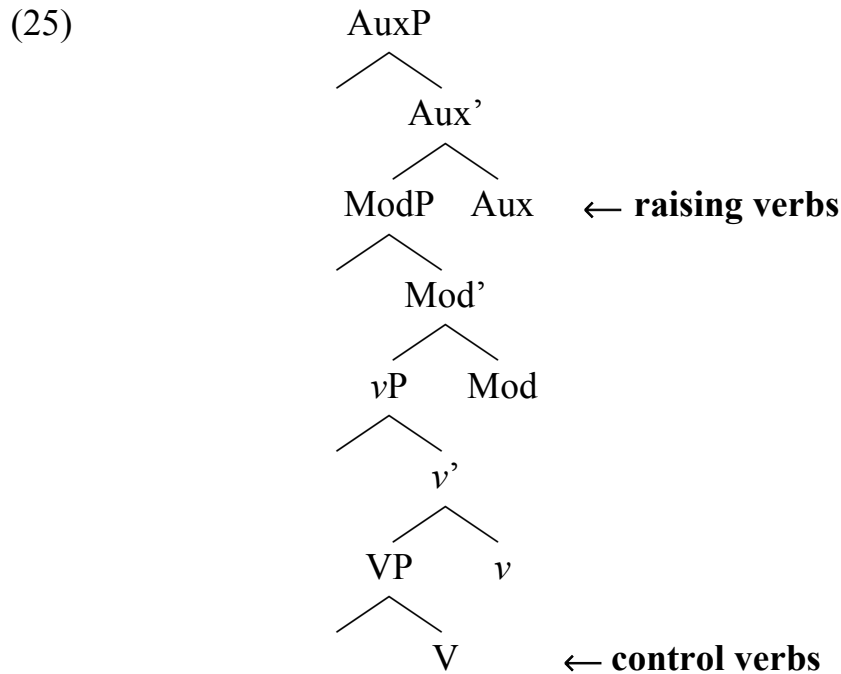 (25) AuxP
Aux’
ModP Aux ← raising verbs
Mod’
vP Mod
v’
VP v
V ← control verbs